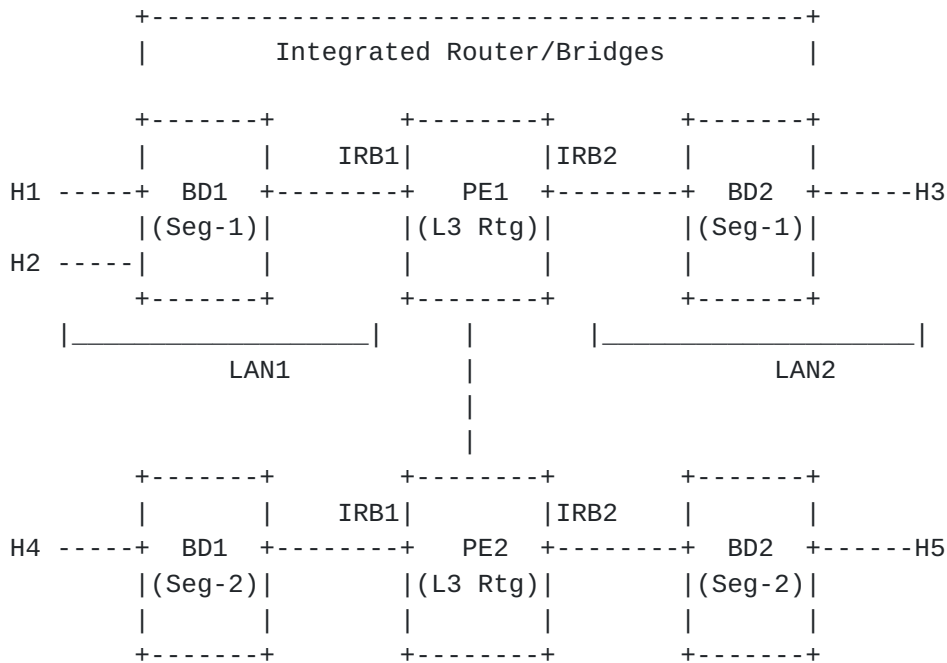 Integrated Router/Bridges
IRB1 IRB2
H1 BD1 PE1 BD2 H3
(Seg-1) (L3 Rtg) (Seg-1)
H2
LAN1 LAN2
IRB1 IRB2
H4 BD1 PE2 BD2 H5
(Seg-2) (L3 Rtg) (Seg-2)